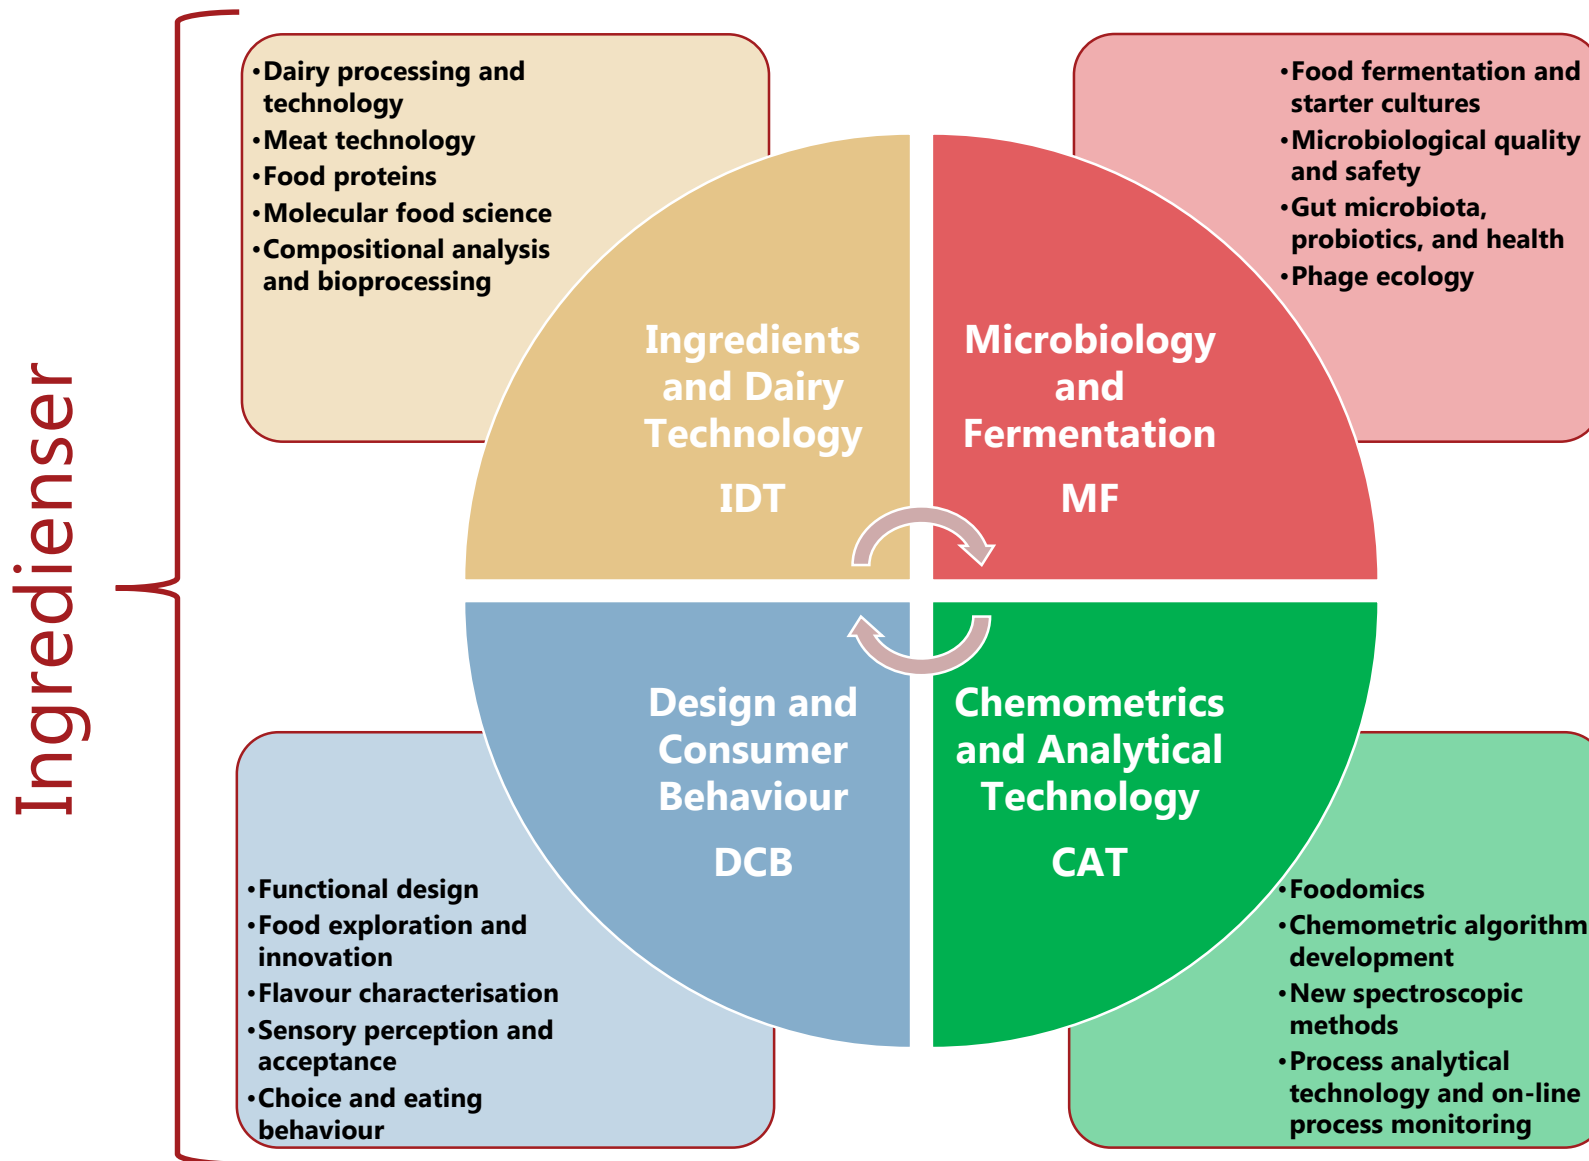 Ingredienser
•Dairy processing and
technology
•Meat technology
•Food proteins
•Molecular food science
•Compositional analysis
and bioprocessing
•Food fermentation and
starter cultures
•Microbiological quality
and safety
•Gut microbiota,
probiotics, and health
•Phage ecology
Ingredients
and Dairy
Technology
IDT
Microbiology
and
Fermentation
MF
Design and
Consumer
Behaviour
DCB
Chemometrics
and Analytical
Technology
CAT
•Functional design
•Food exploration and
innovation
•Flavour characterisation
•Sensory perception and
acceptance
•Choice and eating
behaviour
•Foodomics
•Chemometric algorithm
development
•New spectroscopic
methods
•Process analytical
technology and on-line
process monitoring